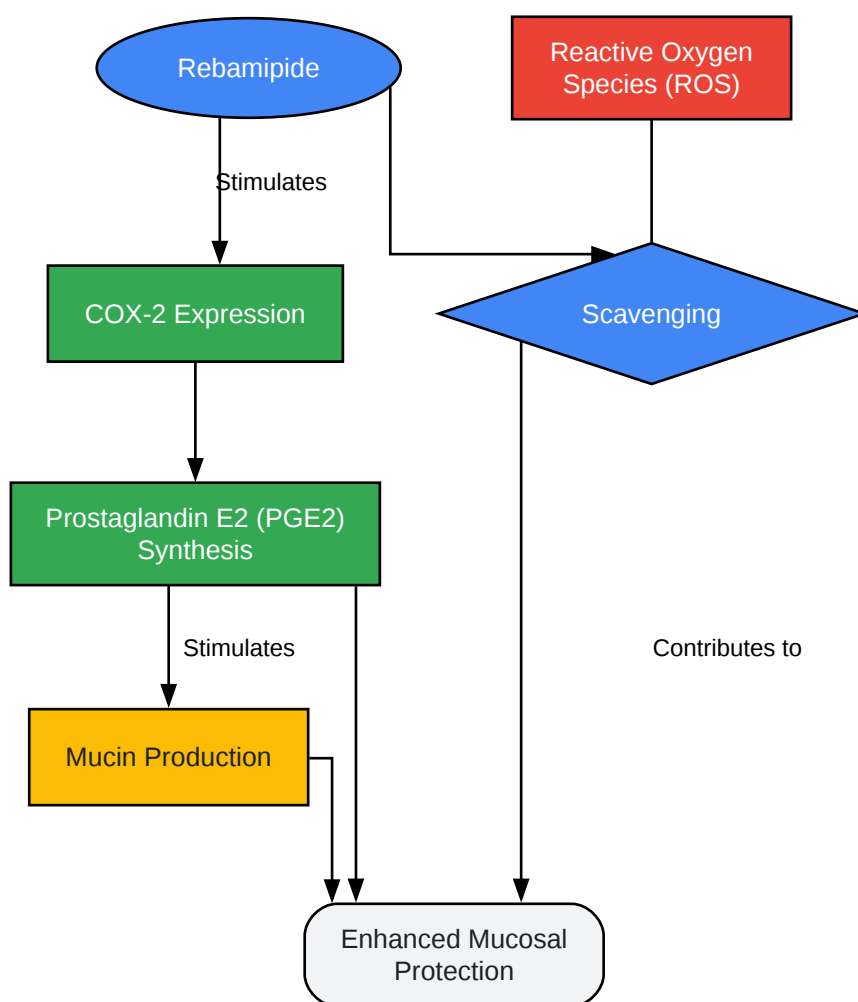 Rebamipide
Reactive Oxygen
Species (ROS)
Stimulates
COX-2 Expression
Scavenging
Prostaglandin E2 (PGE2)
Synthesis
Stimulates
Contributes to
Mucin Production
Enhanced Mucosal
Protection